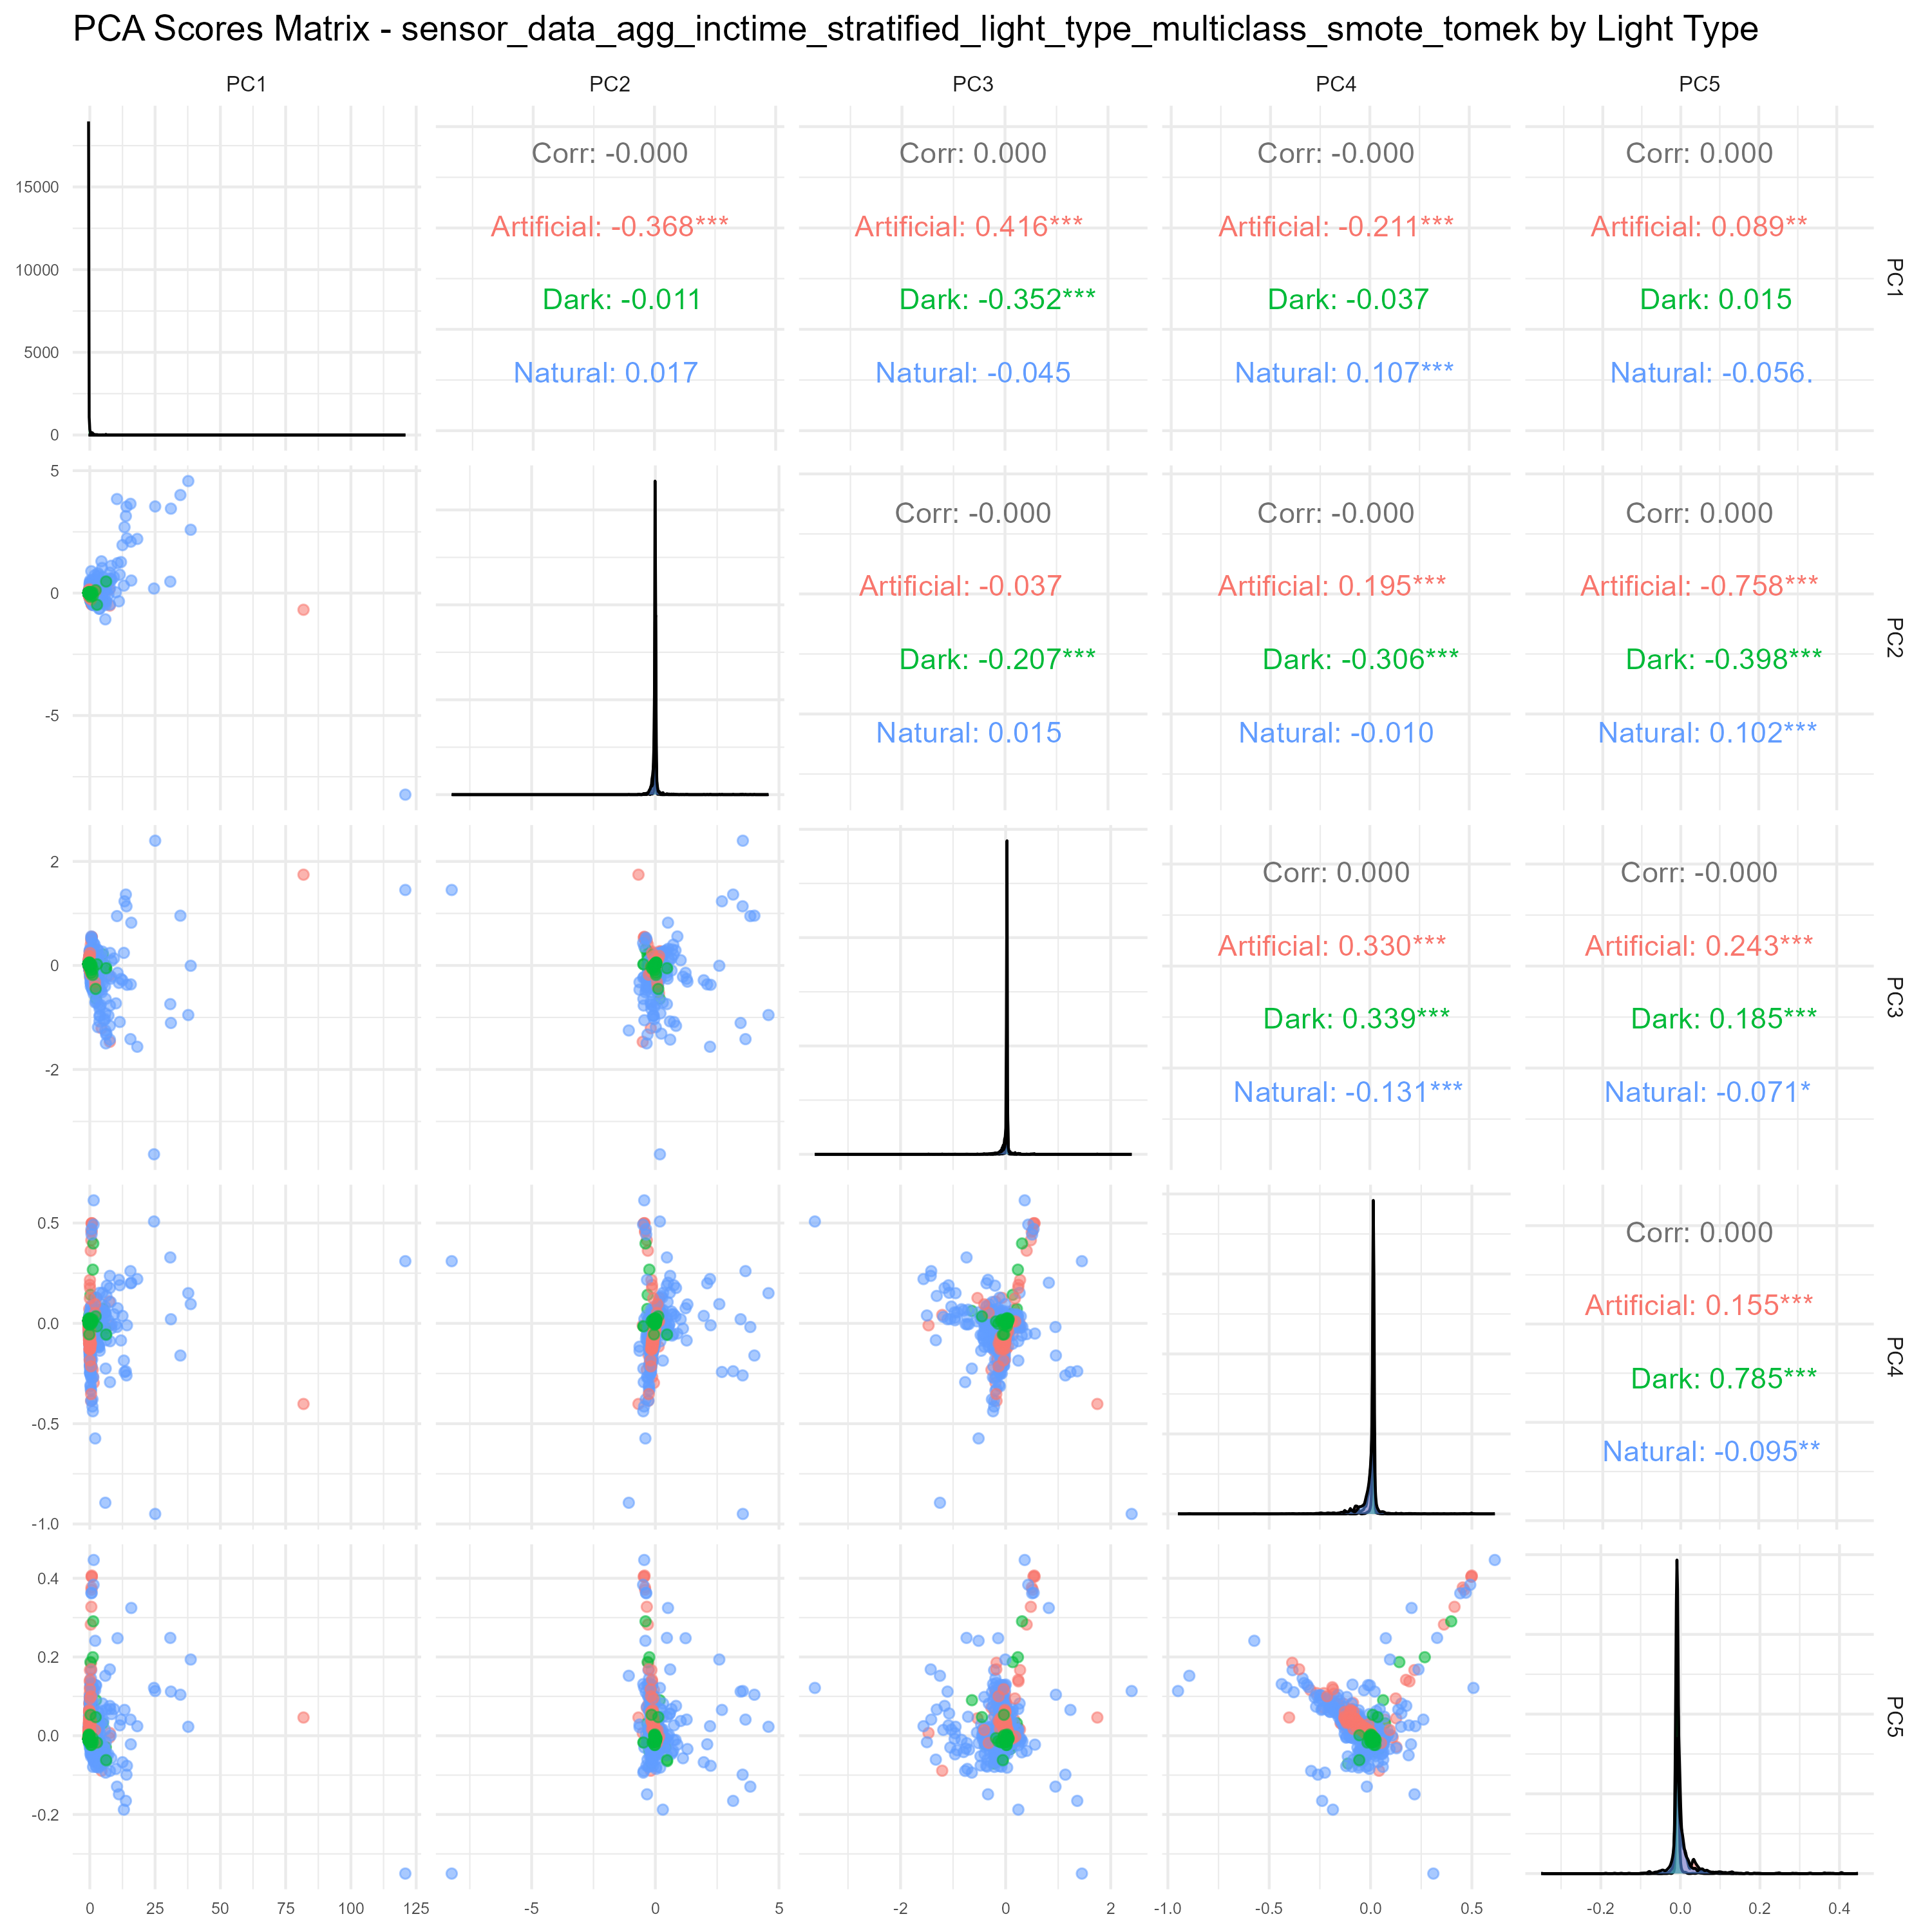 PCA Scores Matrix - sensor_data_agg_inctime_stratified_light_type_multiclass_smote_tomek by Light Type
PC1 PC2 PC3 PC4 PC5
15000
10000
5000
0
Corr: -0.000
Artificial: -0.368***
Dark: -0.011
Natural: 0.017
Corr: 0.000
Artificial: 0.416***
Dark: -0.352***
Natural: -0.045
Corr: -0.000
Artificial: -0.211***
Dark: -0.037
Natural: 0.107***
Corr: 0.000
Artificial: 0.089**
Dark: 0.015
Natural: -0.056.
PC1
5
0
-5
Corr: -0.000
Artificial: -0.037
Dark: -0.207***
Natural: 0.015
Corr: -0.000
Artificial: 0.195***
Dark: -0.306***
Natural: -0.010
Corr: 0.000
Artificial: -0.758***
Dark: -0.398***
Natural: 0.102***
PC2
2
0
-2
Corr: 0.000
Artificial: 0.330***
Dark: 0.339***
Natural: -0.131***
Corr: -0.000
Artificial: 0.243***
Dark: 0.185***
Natural: -0.071*
PC3
0.5
0.0
-0.5
-1.0
Corr: 0.000
Artificial: 0.155***
Dark: 0.785***
Natural: -0.095**
PC4
0.4
0.2
0.0
-0.2
PC5
0 25 50 75 100 125
-5 0 5
-2 0 2
-1.0 -0.5 0.0 0.5
-0.2 0.0 0.2 0.4